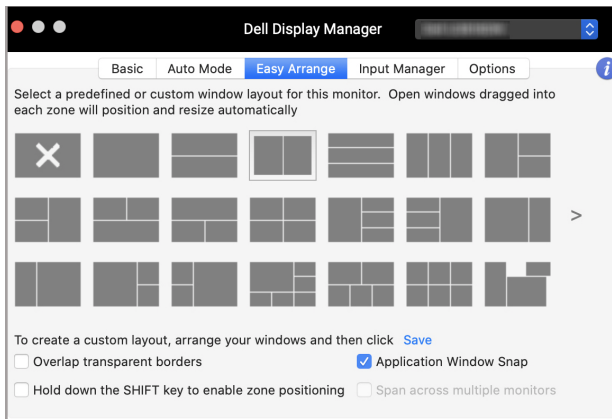 Dell Display Manager
Basic Auto Mode Easy Arrange Input Manager Options
Select a predefined or custom window layout for this monitor. Open windows dragged into
each zone will position and resize automatically
>
To create a custom layout, arrange your windows and then click Save
Overlap transparent borders Application Window Snap
Hold down the SHIFT key to enable zone positioning Span across multiple monitors